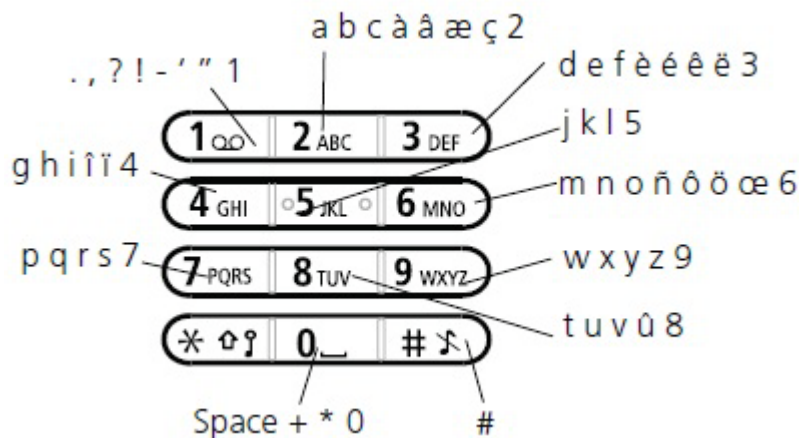 a b c à â æ ç 2
. , ? ! - ‘ ” 1
d e f è é ê ë 3
j k l 5
1 2 ABC 3 DEF
g h i î ï 4
m n o ñ ô ö œ 6
4 GHI 5 JKL 6 MNO
p q r s 7
w x y z 9
7 PQRS 8 TUV 9 WXYZ
t u v û 8
* 0 #
Space + * 0
#